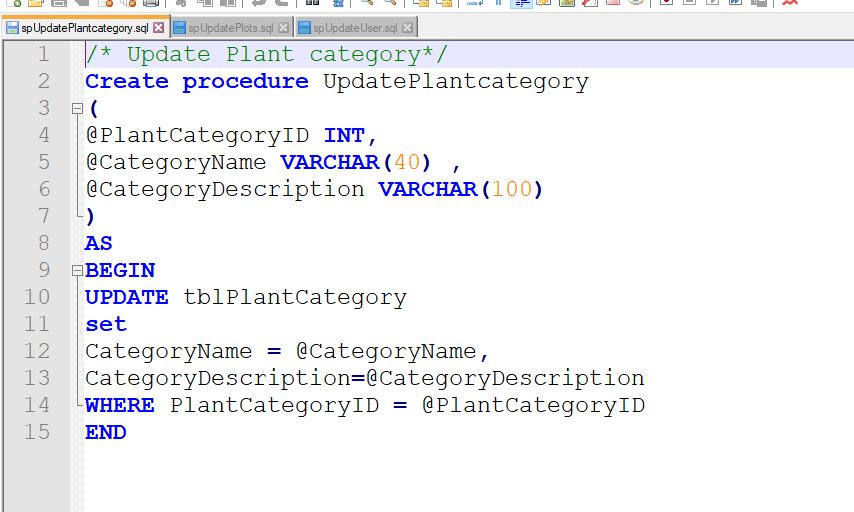 spUpdatePlantcategory.sql spUpdatePlots.sql spUpdateUser.sql
1 /* Update Plant category*/
2 Create procedure UpdatePlantcategory
3 (
4 @PlantCategoryID INT,
5 @CategoryName VARCHAR(40) ,
6 @CategoryDescription VARCHAR(100)
7 )
8 AS
9 BEGIN
10 UPDATE tblPlantCategory
11 set
12 CategoryName = @CategoryName,
13 CategoryDescription=@CategoryDescription
14 WHERE PlantCategoryID = @PlantCategoryID
15 END